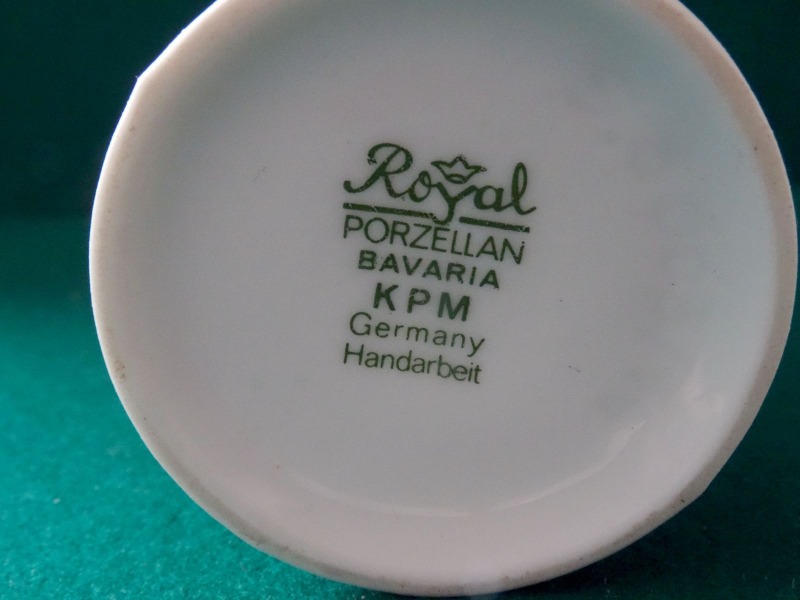 Royal
PORZELLAN
BAVARIA
KPM
Germany
Handarbeit